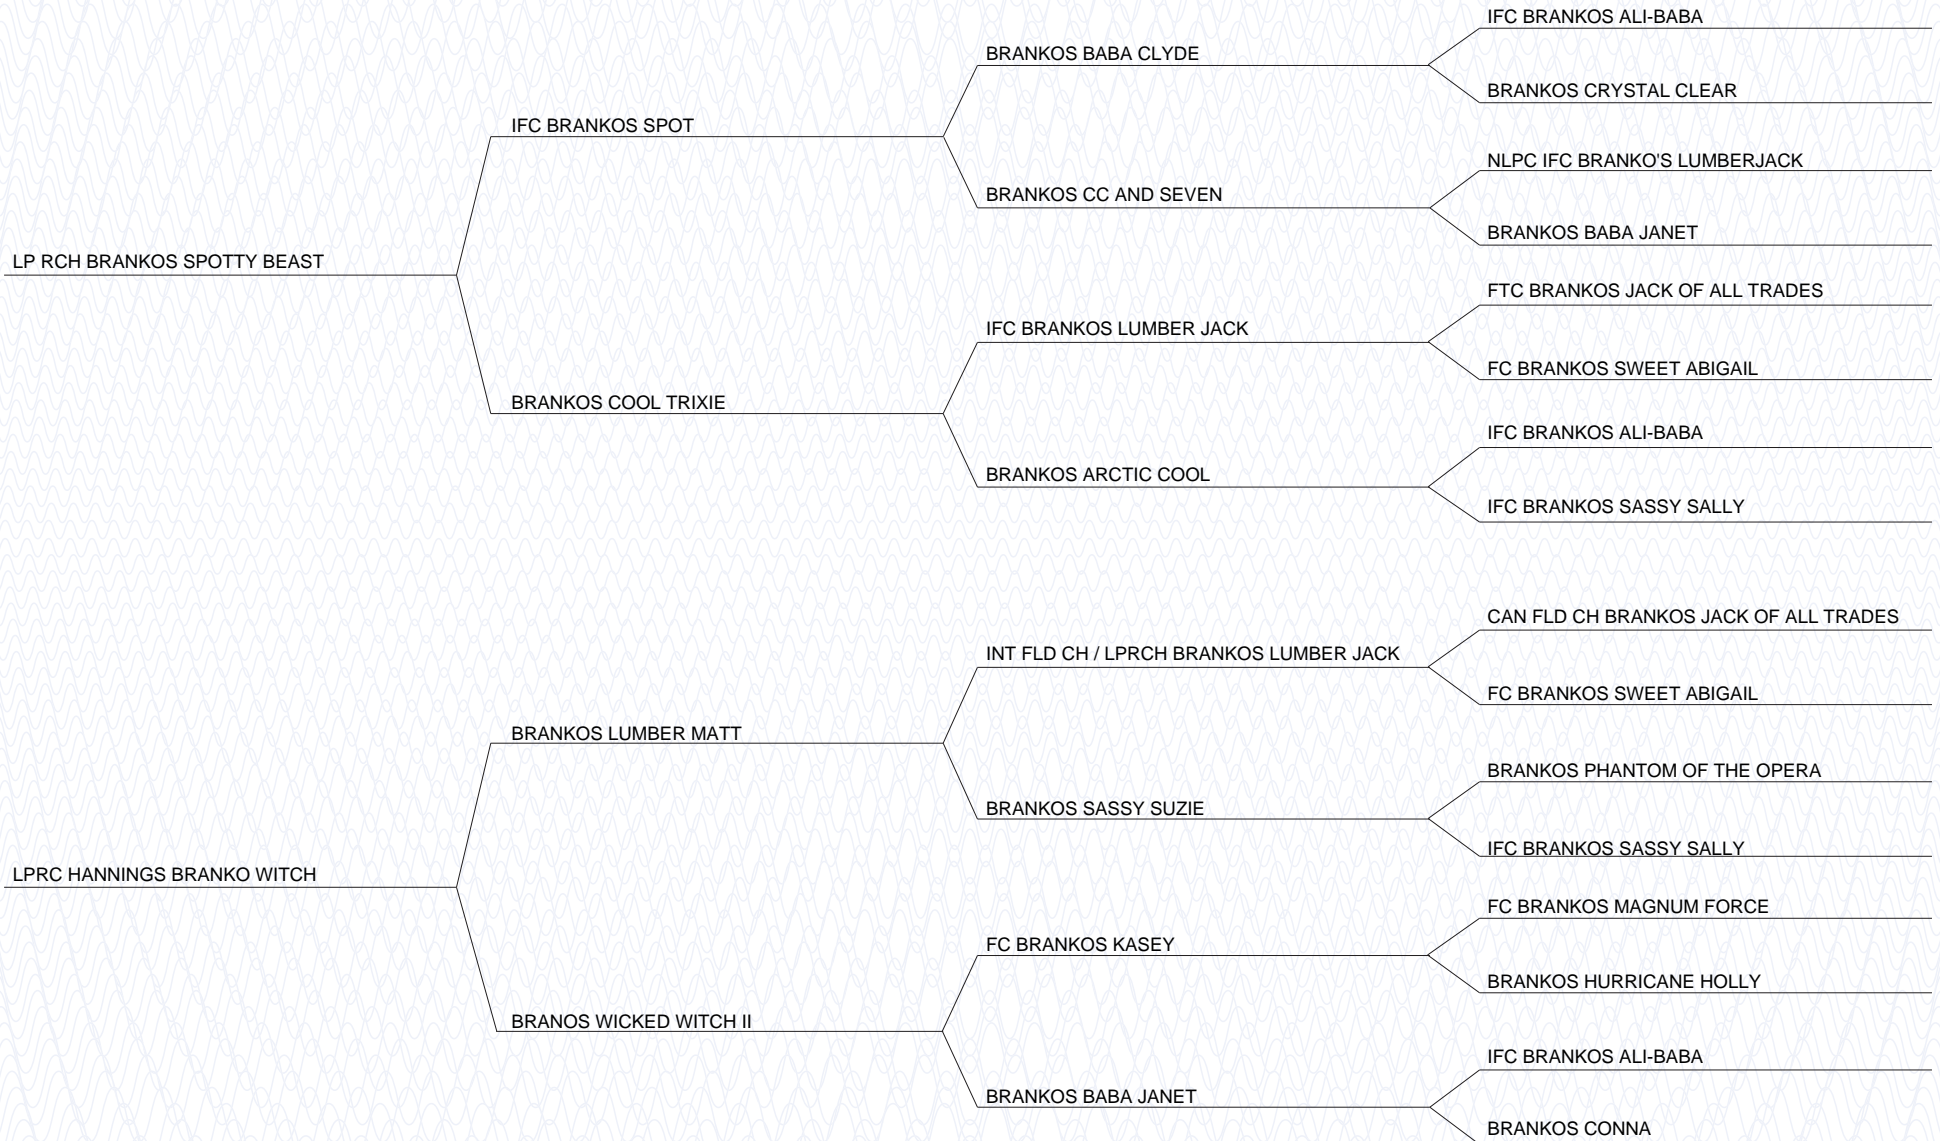 IFC BRANKOS ALI-BABA
BRANKOS BABA CLYDE
BRANKOS CRYSTAL CLEAR
IFC BRANKOS SPOT
NLPC IFC BRANKO'S LUMBERJACK
BRANKOS CC AND SEVEN
BRANKOS BABA JANET
LP RCH BRANKOS SPOTTY BEAST
FTC BRANKOS JACK OF ALL TRADES
IFC BRANKOS LUMBER JACK
FC BRANKOS SWEET ABIGAIL
BRANKOS COOL TRIXIE
IFC BRANKOS ALI-BABA
BRANKOS ARCTIC COOL
IFC BRANKOS SASSY SALLY
CAN FLD CH BRANKOS JACK OF ALL TRADES
INT FLD CH / LPRCH BRANKOS LUMBER JACK
FC BRANKOS SWEET ABIGAIL
BRANKOS LUMBER MATT
BRANKOS PHANTOM OF THE OPERA
BRANKOS SASSY SUZIE
IFC BRANKOS SASSY SALLY
LPRC HANNINGS BRANKO WITCH
FC BRANKOS MAGNUM FORCE
FC BRANKOS KASEY
BRANKOS HURRICANE HOLLY
BRANOS WICKED WITCH II
IFC BRANKOS ALI-BABA
BRANKOS BABA JANET
BRANKOS CONNA